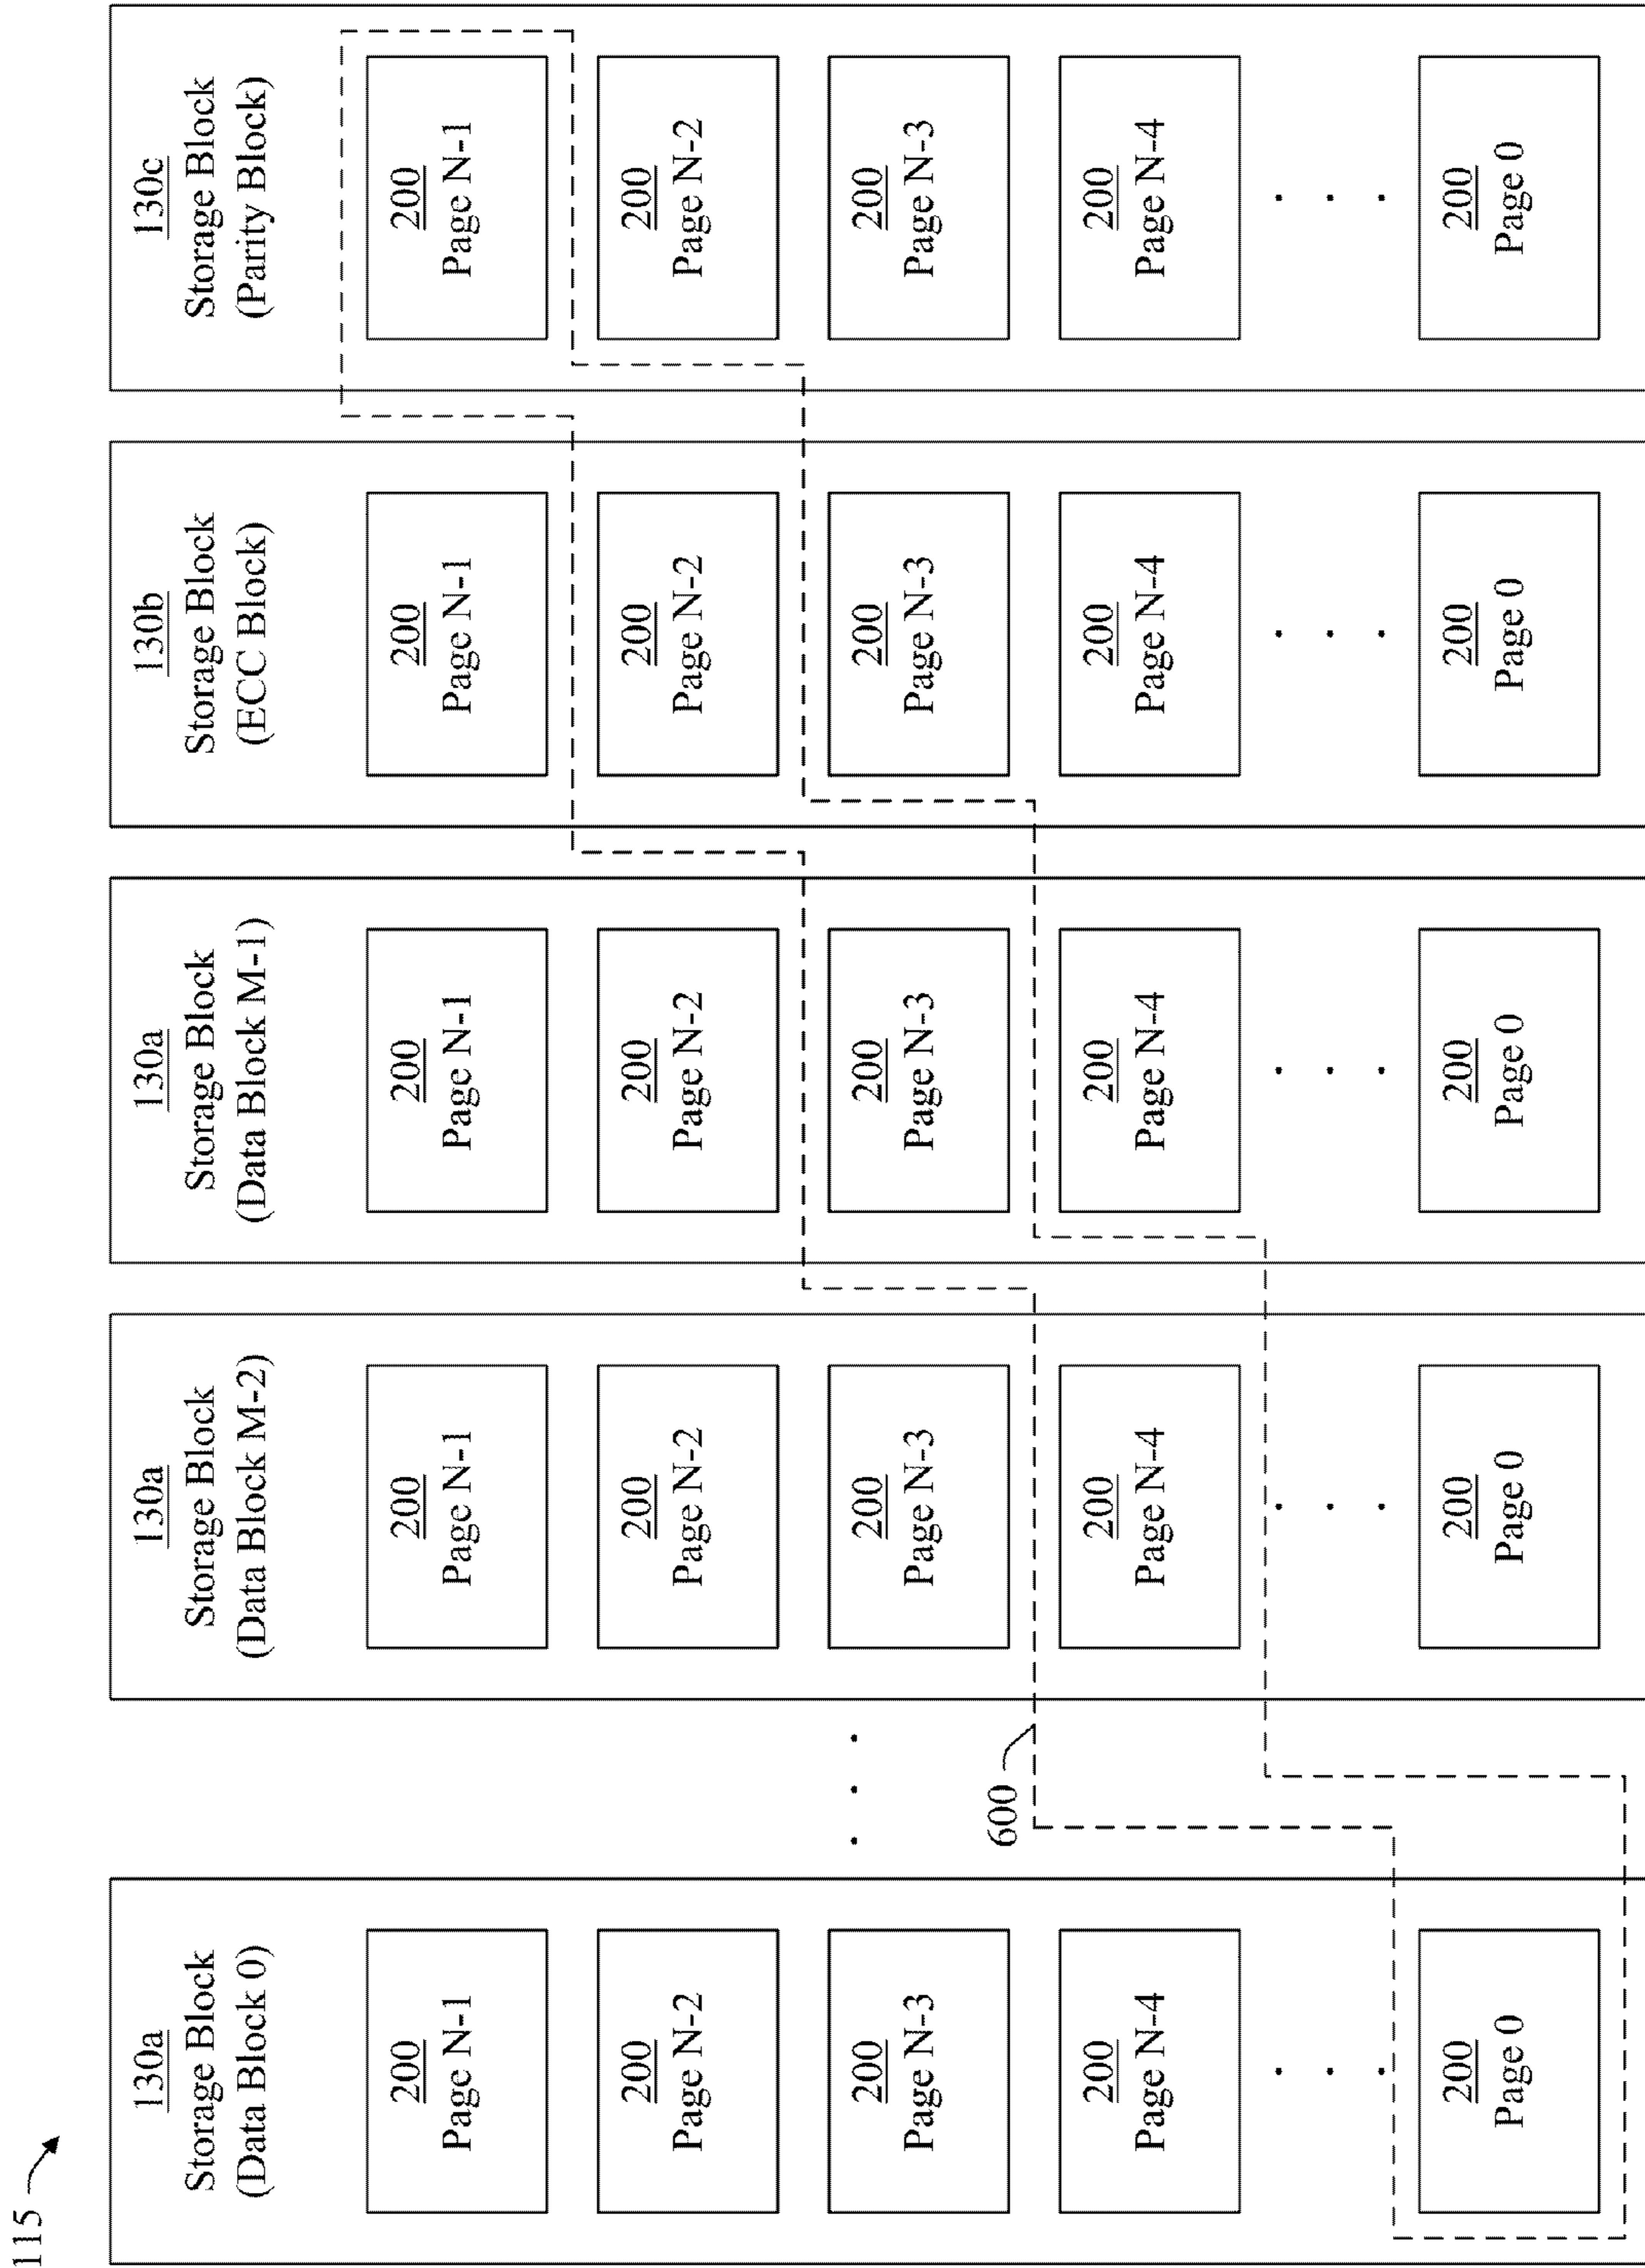 115
130a
Storage Block
(Data Block 0)
200
Page N-1
200
Page N-2
200
Page N-3
200
Page N-4
. . .
200
Page 0
. . .
600
130a
Storage Block
(Data Block M-2)
200
Page N-1
200
Page N-2
200
Page N-3
200
Page N-4
. . .
200
Page 0
130a
Storage Block
(Data Block M-1)
200
Page N-1
200
Page N-2
200
Page N-3
200
Page N-4
. . .
200
Page 0
130b
Storage Block
(ECC Block)
200
Page N-1
200
Page N-2
200
Page N-3
200
Page N-4
. . .
200
Page 0
130c
Storage Block
(Parity Block)
200
Page N-1
200
Page N-2
200
Page N-3
200
Page N-4
. . .
200
Page 0